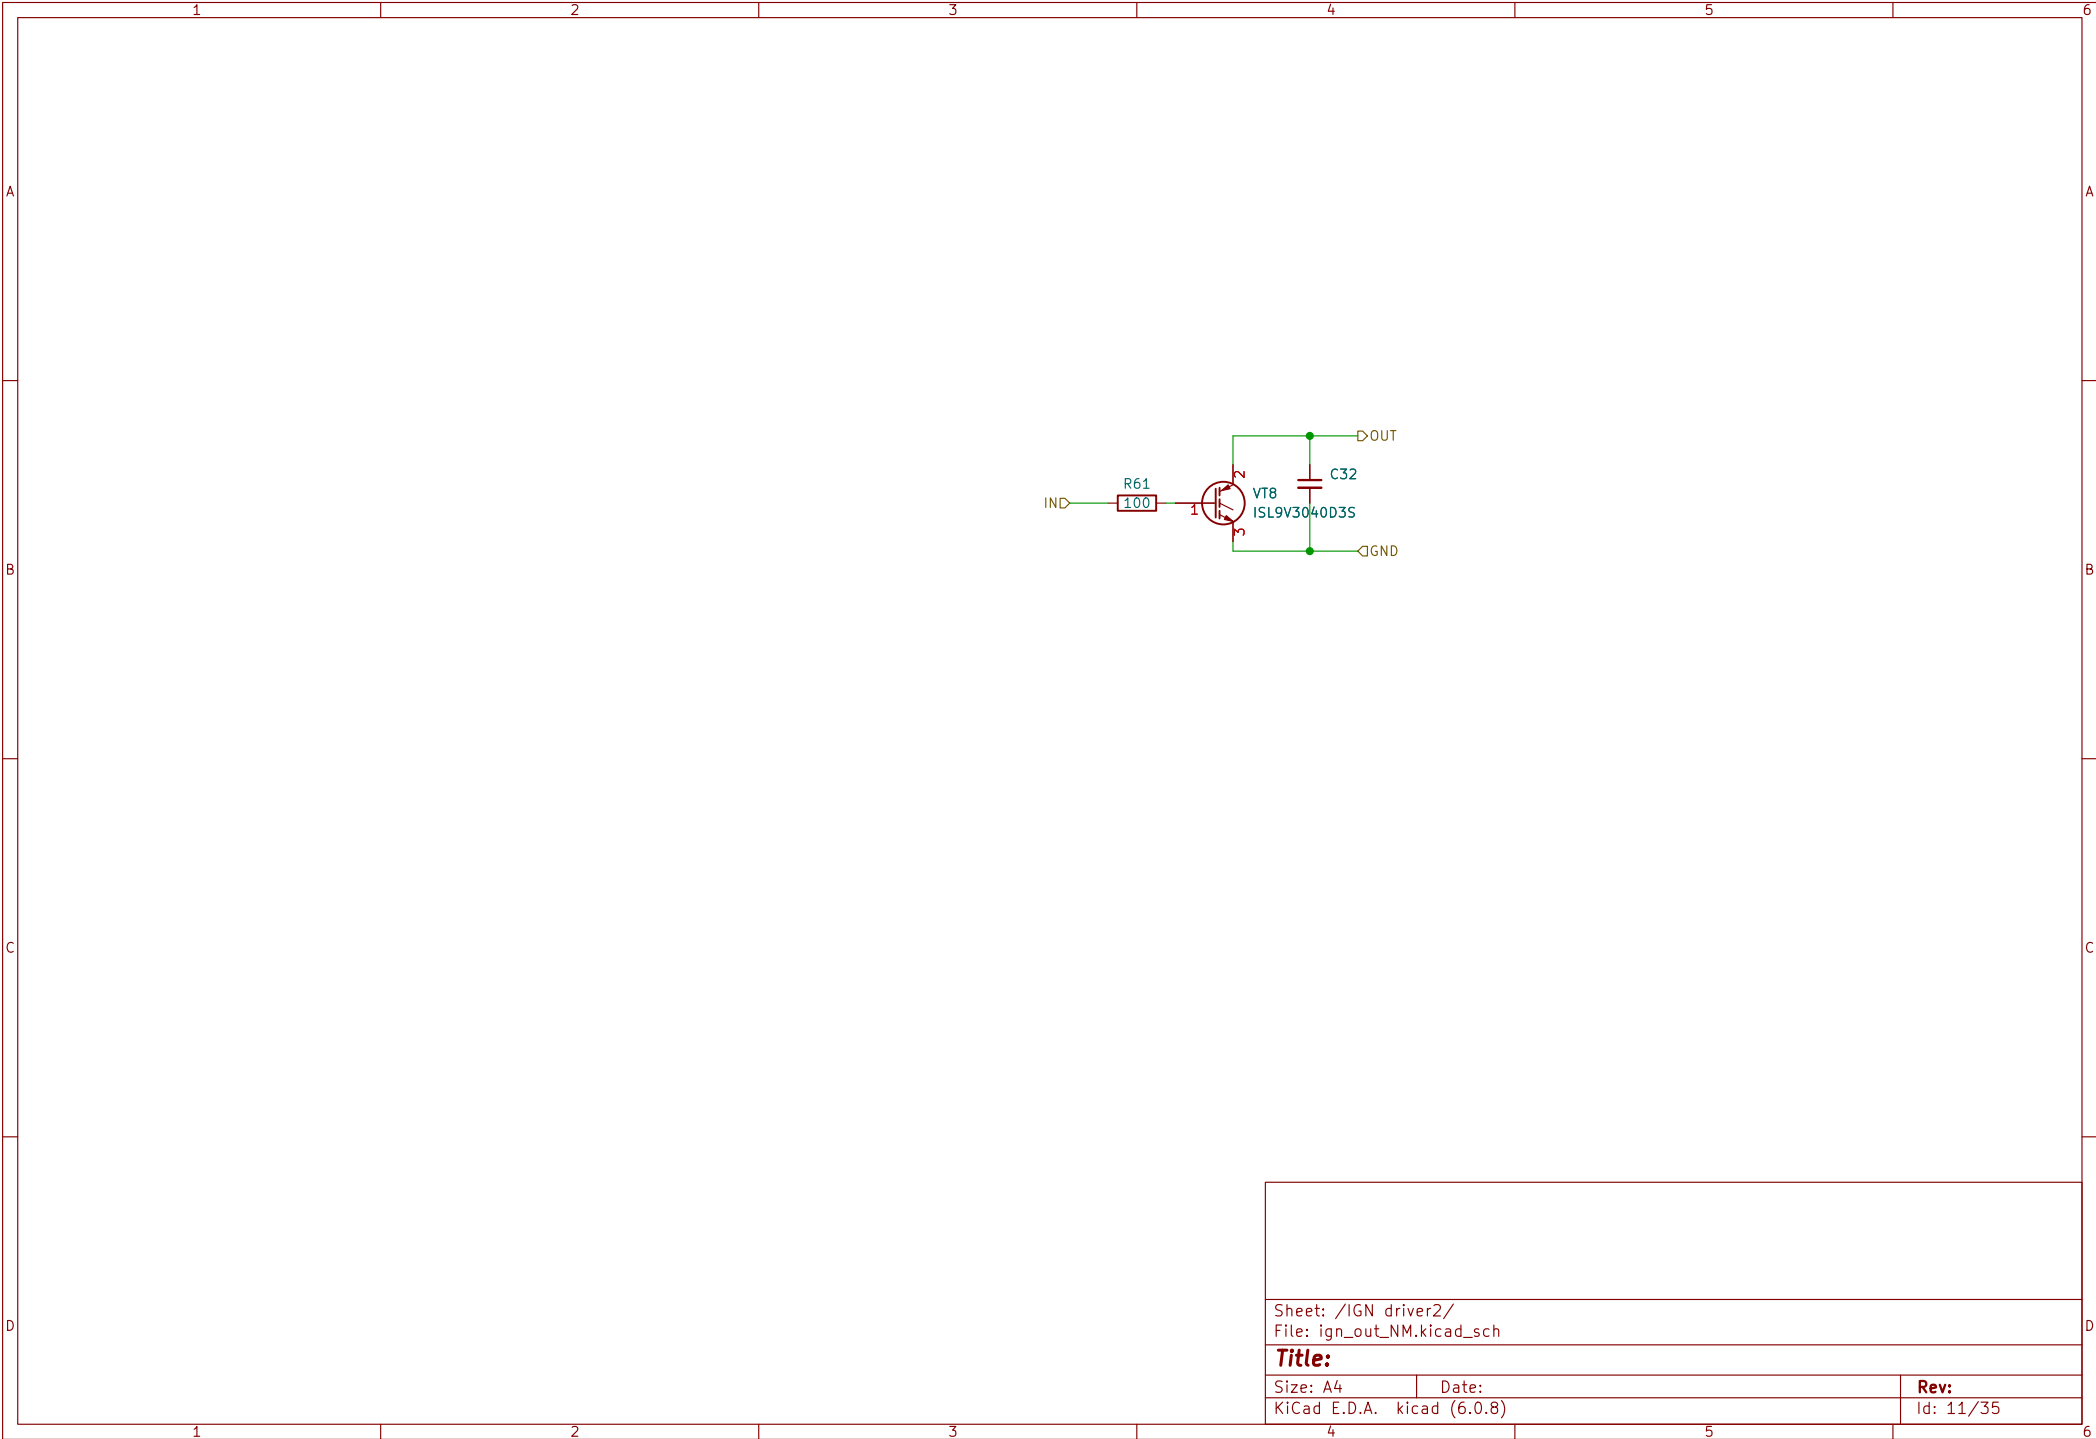 1 2 3 4 5 6
A A
OUT
2
C32
R61
VT8
IN 100
1
ISL9V3040D3S
3
GND
B B
C C
Sheet: /IGN driver2/
File: ign_out_NM.kicad_sch
D D
Title:
Size: A4 Date: Rev:
KiCad E.D.A. kicad (6.0.8) Id: 11/35
1 2 3 4 5 6